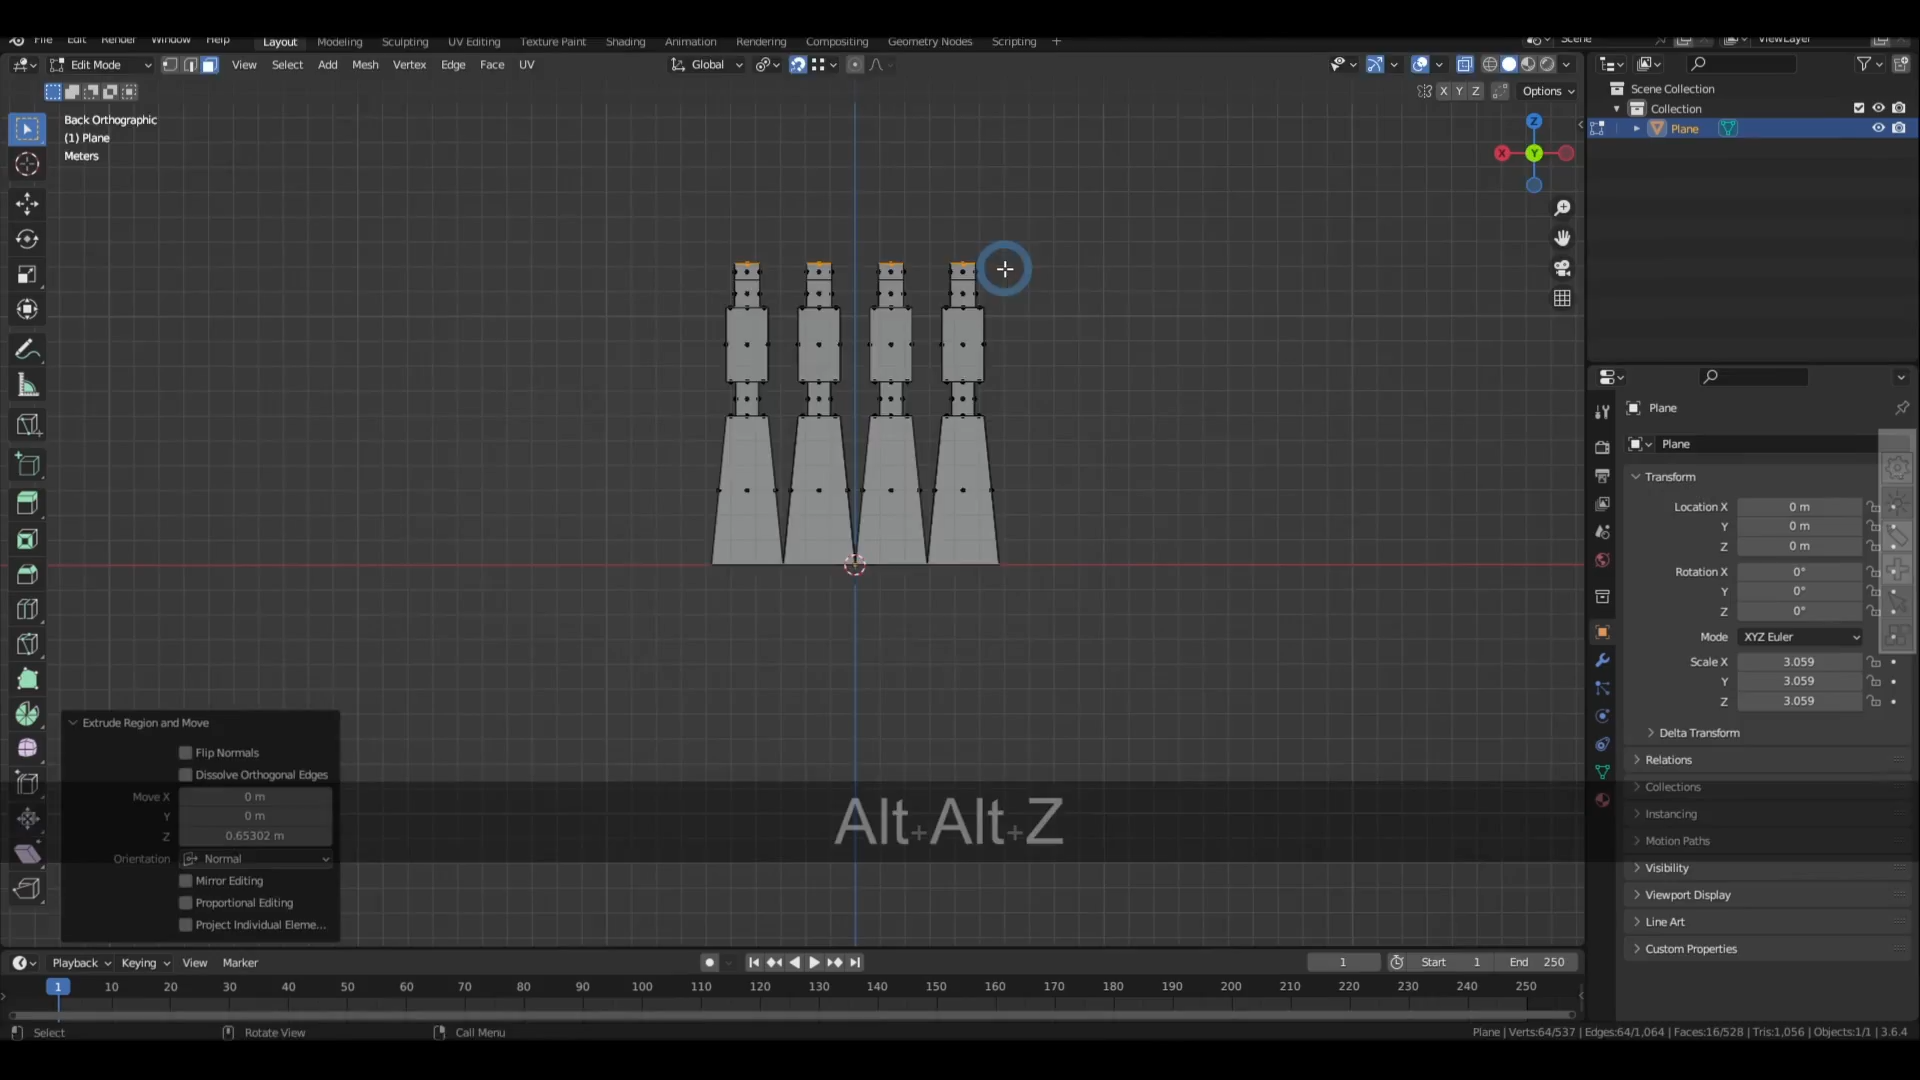 File Edit Render Window Help Layout Modeling Sculpting UV Editing Texture Paint Shading Animation Rendering Compositing Geometry Nodes Scripting + Scene ViewLayer
Edit Mode View Select Add Mesh Vertex Edge Face UV Global
X Y Z Options
Back Orthographic
(1) Plane
Meters
Z
X Y
Scene Collection
Collection
Plane
Plane
Plane
Transform
Location X 0 m
Y 0 m
Z 0 m
Rotation X 0°
Y 0°
Z 0°
Mode XYZ Euler
Scale X 3.059
Y 3.059
Z 3.059
Delta Transform
Relations
Collections
Instancing
Motion Paths
Visibility
Viewport Display
Line Art
Custom Properties
Extrude Region and Move
Flip Normals
Dissolve Orthogonal Edges
Move X 0 m
Y 0 m
Z 0.65302 m
Orientation Normal
Mirror Editing
Proportional Editing
Project Individual Eleme...
Alt+Alt+Z
Playback Keying View Marker 1 Start 1 End 250
1 10 20 30 40 50 60 70 80 90 100 110 120 130 140 150 160 170 180 190 200 210 220 230 240 250
Select Rotate View Call Menu Plane | Verts:64/537 | Edges:64/1,064 | Faces:16/528 | Tris:1,056 | Objects:1/1 | 3.6.4